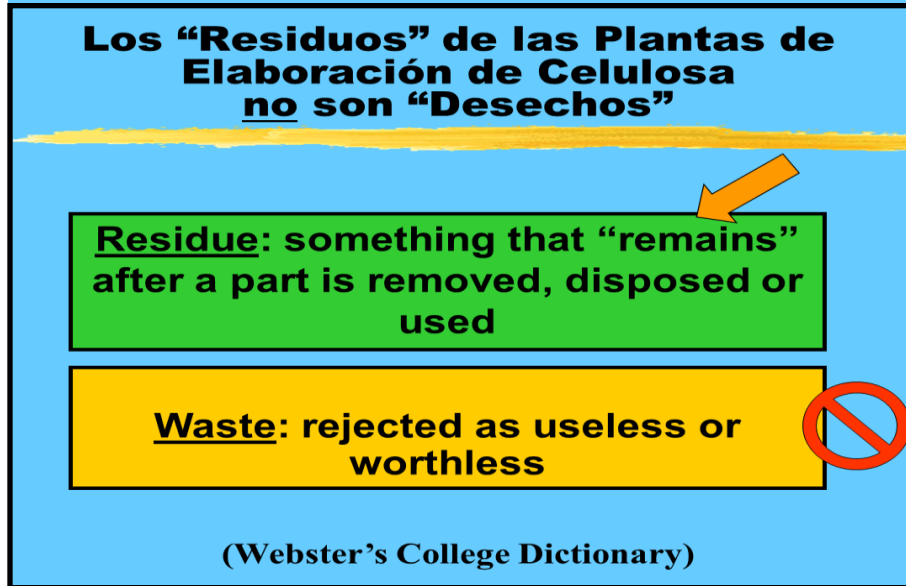 Los “Residuos” de las Plantas de
Elaboración de Celulosa
no son “Desechos”
Residue: something that “remains”
after a part is removed, disposed or
used
Waste: rejected as useless or
worthless
(Webster’s College Dictionary)